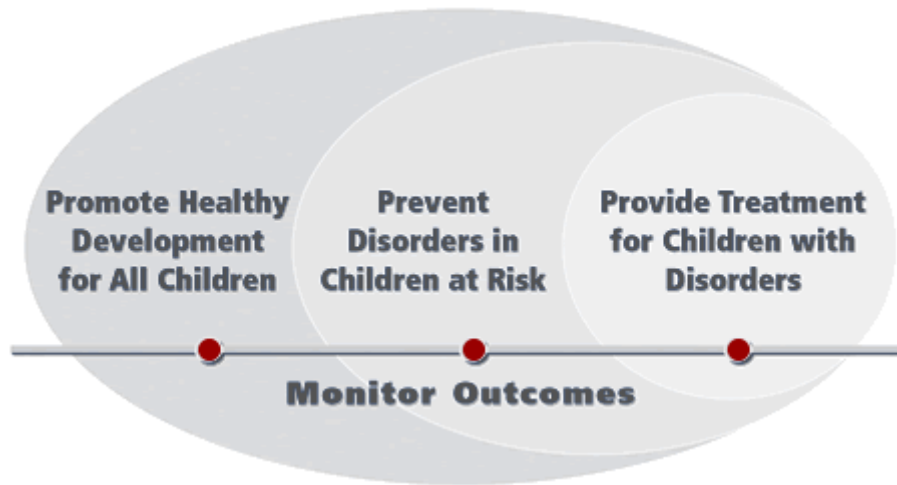 Promote Healthy
Development
for All Children
Prevent
Disorders in
Children at Risk
Provide Treatment
for Children with
Disorders
Monitor Outcomes